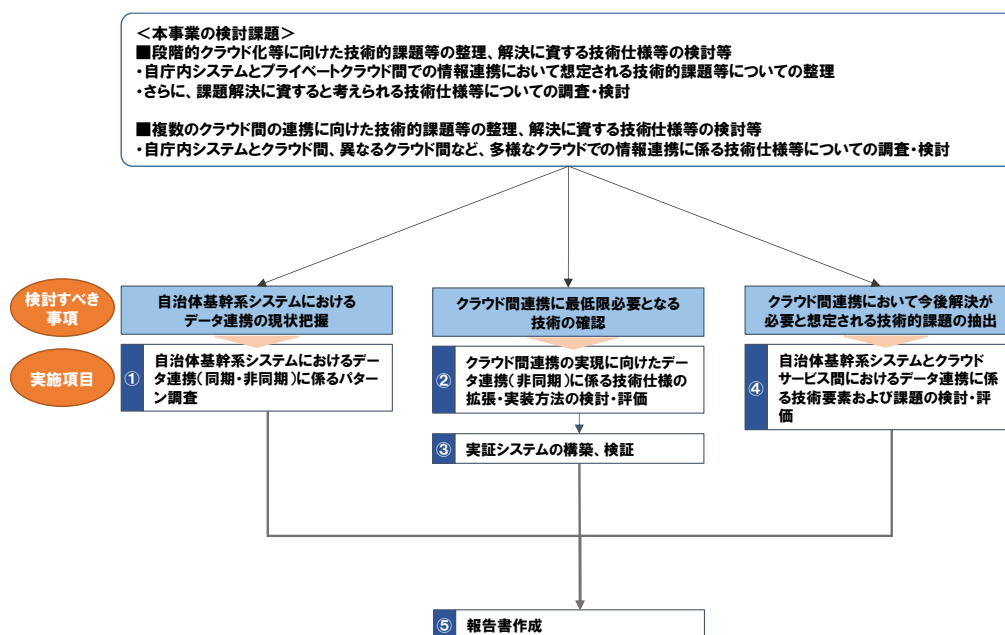 ＜本事業の検討課題＞
■段階的クラウド化等に向けた技術的課題等の整理、解決に資する技術仕様等の検討等
・自庁内システムとプライベートクラウド間での情報連携において想定される技術的課題等についての整理
・さらに、課題解決に資すると考えられる技術仕様等についての調査・検討
■複数のクラウド間の連携に向けた技術的課題等の整理、解決に資する技術仕様等の検討等
・自庁内システムとクラウド間、異なるクラウド間など、多様なクラウドでの情報連携に係る技術仕様等についての調査・検討
検討すべき
事項
自治体基幹系システムにおける
データ連携の現状把握
クラウド間連携に最低限必要となる
技術の確認
クラウド間連携において今後解決が
必要と想定される技術的課題の抽出
実施項目
①
自治体基幹系システムにおけるデー
タ連携（同期・非同期）に係るパター
ン調査
②
クラウド間連携の実現に向けたデー
タ連携（非同期）に係る技術仕様の
拡張・実装方法の検討・評価
④
自治体基幹系システムとクラウド
サービス間におけるデータ連携に係
る技術要素および課題の検討・評
価
③
実証システムの構築、検証
⑤
報告書作成